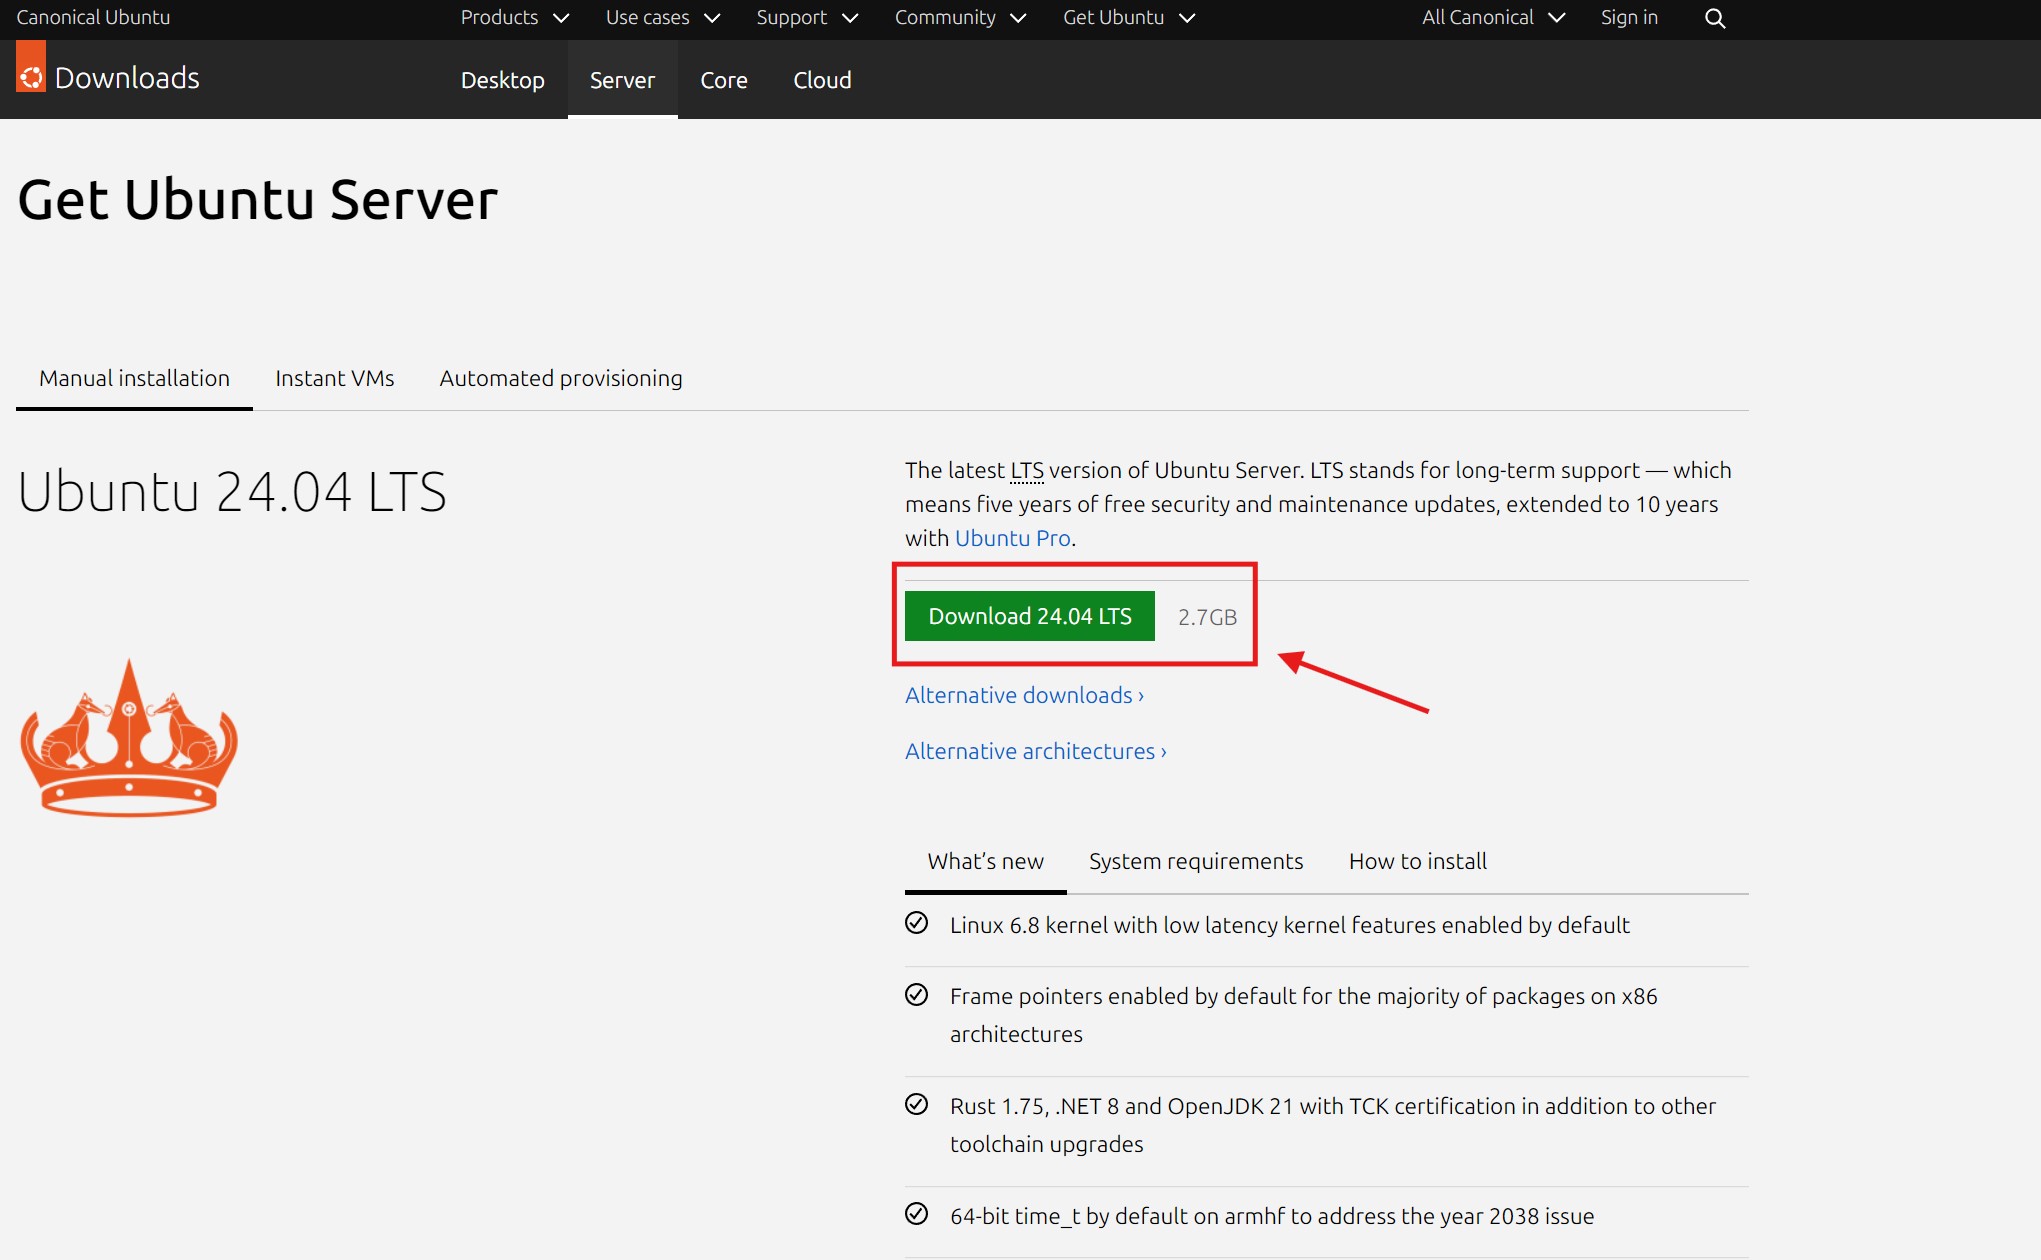 Canonical Ubuntu
Products
Use cases
Support
Community
Get Ubuntu
All Canonical
Sign in
Downloads
Desktop
Server
Core
Cloud
Get Ubuntu Server
Manual installation
Instant VMs
Automated provisioning
Ubuntu 24.04 LTS
The latest LTS version of Ubuntu Server. LTS stands for long-term support — which
means five years of free security and maintenance updates, extended to 10 years
with Ubuntu Pro.
Download 24.04 LTS
2.7GB
Alternative downloads ›
Alternative architectures ›
What’s new
System requirements
How to install
Linux 6.8 kernel with low latency kernel features enabled by default
Frame pointers enabled by default for the majority of packages on x86
architectures
Rust 1.75, .NET 8 and OpenJDK 21 with TCK certification in addition to other
toolchain upgrades
64-bit time_t by default on armhf to address the year 2038 issue